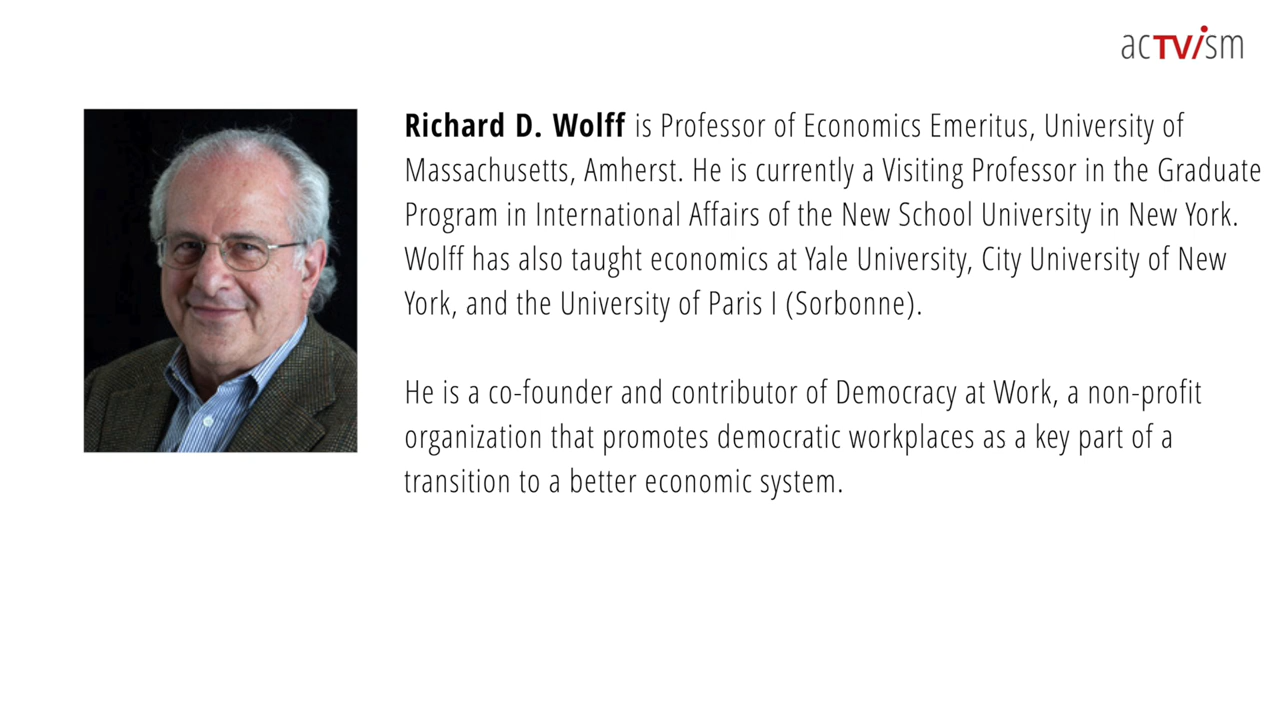 acTVism
Richard D. Wolff is Professor of Economics Emeritus, University of
Massachusetts, Amherst. He is currently a Visiting Professor in the Graduate
Program in International Affairs of the New School University in New York.
Wolff has also taught economics at Yale University, City University of New
York, and the University of Paris I (Sorbonne).
He is a co-founder and contributor of Democracy at Work, a non-profit
organization that promotes democratic workplaces as a key part of a
transition to a better economic system.